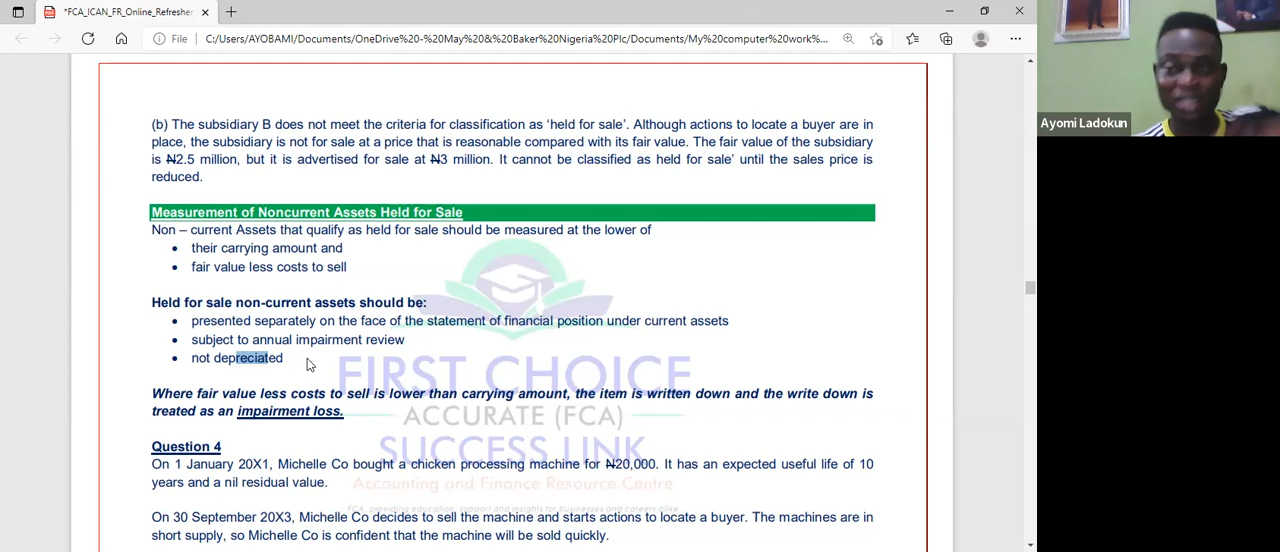 *FCA_ICAN_FR_Online_Refresher
File
C:/Users/AYOBAMI/Documents/OneDrive%20-%20May%20&%20Baker%20Nigeria%20Plc/Documents/My%20computer%20work%...
Ayomi Ladokun
(b) The subsidiary B does not meet the criteria for classification as 'held for sale'. Although actions to locate a buyer are in
place, the subsidiary is not for sale at a price that is reasonable compared with its fair value. The fair value of the subsidiary
is ₦2.5 million, but it is advertised for sale at ₦3 million. It cannot be classified as held for sale' until the sales price is
reduced.
Measurement of Noncurrent Assets Held for Sale
Non – current Assets that qualify as held for sale should be measured at the lower of
• their carrying amount and
• fair value less costs to sell
Held for sale non-current assets should be:
• presented separately on the face of the statement of financial position under current assets
• subject to annual impairment review
• not depreciated
FIRST CHOICE
Where fair value less costs to sell is lower than carrying amount, the item is written down and the write down is
treated as an impairment loss.
ACCURATE (FCA)
SUCCESS LINK
Question 4
On 1 January 20X1, Michelle Co bought a chicken processing machine for ₦20,000. It has an expected useful life of 10
years and a nil residual value.
Accounting and Finance Resource Centre.
FCA, providing education, support and insights for businesses and careers alike
On 30 September 20X3, Michelle Co decides to sell the machine and starts actions to locate a buyer. The machines are in
short supply, so Michelle Co is confident that the machine will be sold quickly.